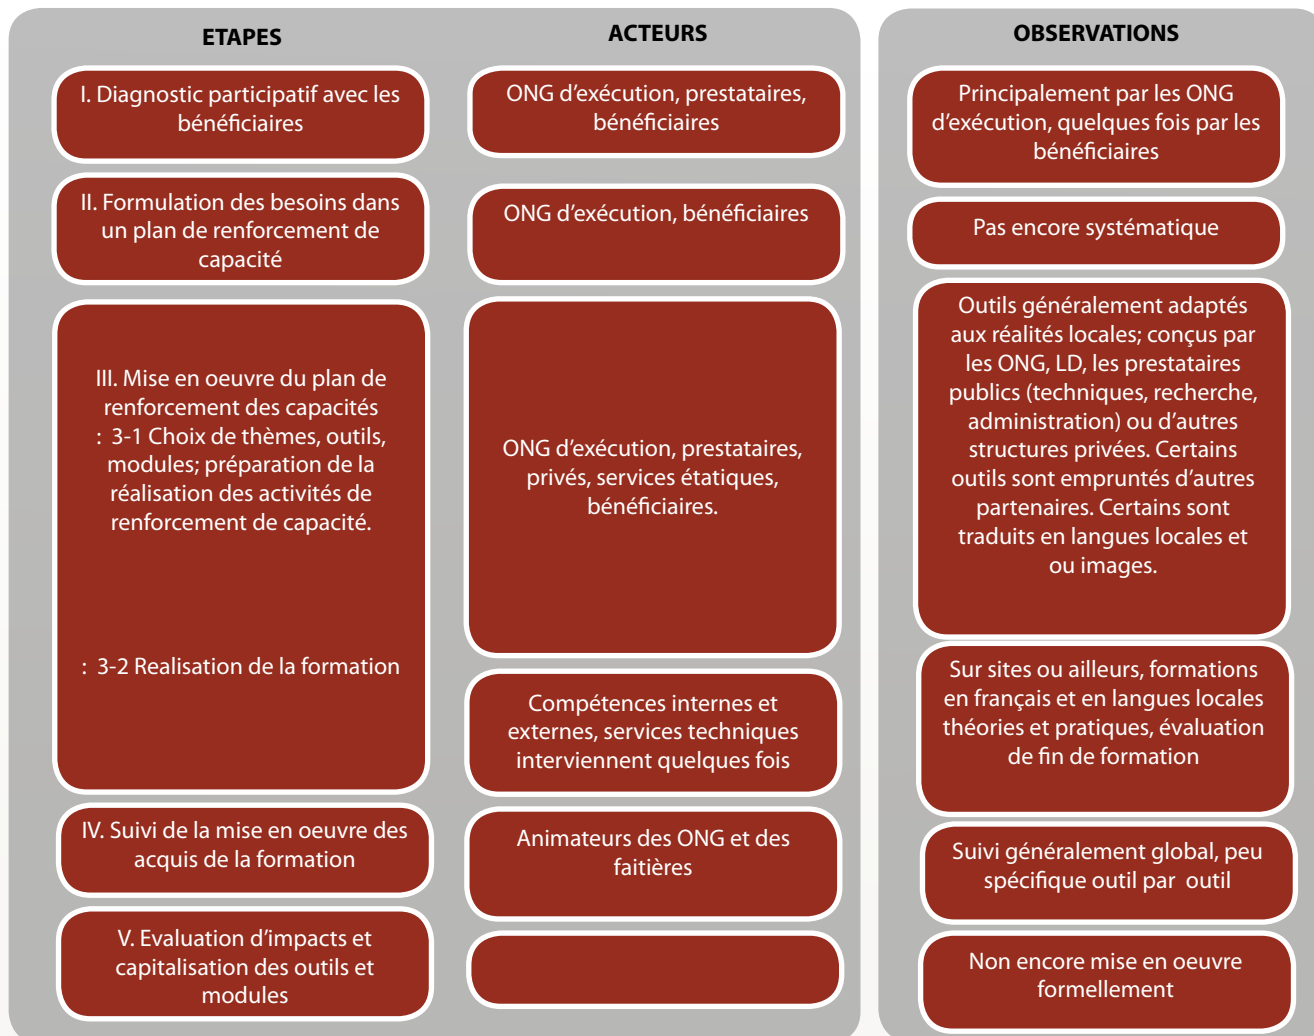 ETAPES
I. Diagnostic participatif avec les
bénéficiaires
II. Formulation des besoins dans
un plan de renforcement de
capacité
III. Mise en oeuvre du plan de
renforcement des capacités
: 3-1 Choix de thèmes, outils,
modules; préparation de la
réalisation des activités de
renforcement de capacité.
: 3-2 Realisation de la formation
IV. Suivi de la mise en oeuvre des
acquis de la formation
V. Evaluation d’impacts et
capitalisation des outils et
modules
ACTEURS
ONG d’exécution, prestataires,
bénéficiaires
ONG d’exécution, bénéficiaires
ONG d’exécution, prestataires,
privés, services étatiques,
bénéficiaires.
Compétences internes et
externes, services techniques
interviennent quelques fois
Animateurs des ONG et des
faitières
OBSERVATIONS
Principalement par les ONG
d’exécution, quelques fois par les
bénéficiaires
Pas encore systématique
Outils généralement adaptés
aux réalités locales; conçus par
les ONG, LD, les prestataires
publics (techniques, recherche,
administration) ou d’autres
structures privées. Certains
outils sont empruntés d’autres
partenaires. Certains sont
traduits en langues locales et
ou images.
Sur sites ou ailleurs, formations
en français et en langues locales
théories et pratiques, évaluation
de fin de formation
Suivi généralement global, peu
spécifique outil par outil
Non encore mise en oeuvre
formellement